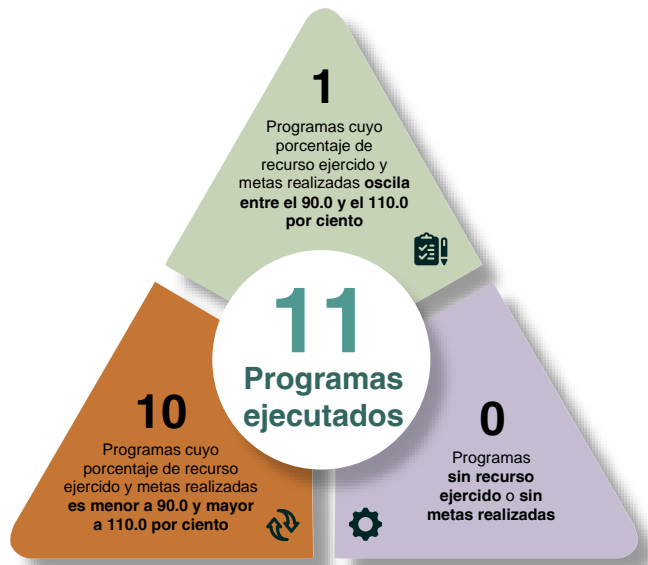 1
Programas cuyo
porcentaje de
recurso ejercido y
metas realizadas oscila
entre el 90.0 y el 110.0
por ciento
11
Programas
ejecutados
10
Programas cuyo
porcentaje de recurso
ejercido y metas realizadas
es menor a 90.0 y mayor
a 110.0 por ciento
0
Programas
sin recurso
ejercido o sin
metas realizadas